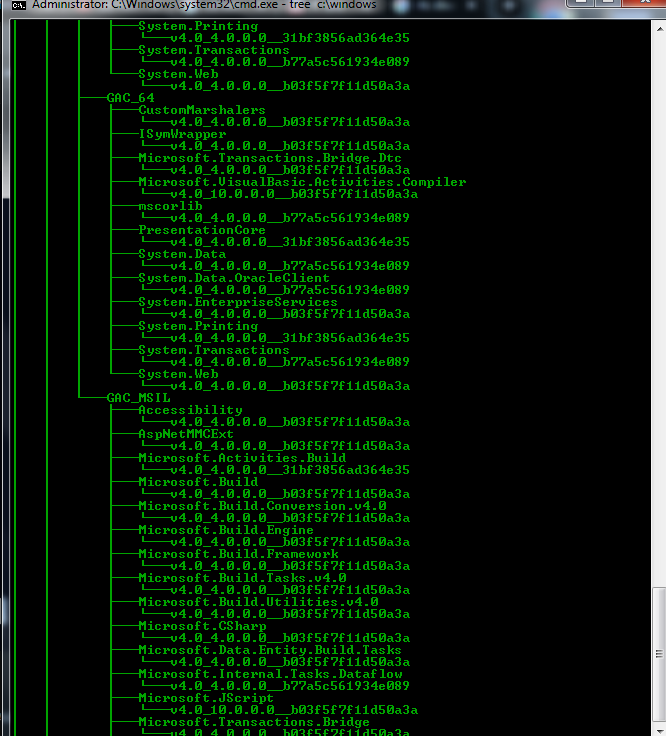 Administrator: C:\Windows\system32\cmd.exe - tree c:\windows
System.Printing
v4.0_4.0.0.0__31bf3856ad364e35
System.Transactions
v4.0_4.0.0.0__b77a5c561934e089
System.Web
v4.0_4.0.0.0__b03f5f7f11d50a3a
GAC_64
CustomMarshalers
v4.0_4.0.0.0__b03f5f7f11d50a3a
ISymWrapper
v4.0_4.0.0.0__b03f5f7f11d50a3a
Microsoft.Transactions.Bridge.Dtc
v4.0_4.0.0.0__b03f5f7f11d50a3a
Microsoft.VisualBasic.Activities.Compiler
v4.0_10.0.0.0__b03f5f7f11d50a3a
mscorlib
v4.0_4.0.0.0__b77a5c561934e089
PresentationCore
v4.0_4.0.0.0__31bf3856ad364e35
System.Data
v4.0_4.0.0.0__b77a5c561934e089
System.Data.OracleClient
v4.0_4.0.0.0__b77a5c561934e089
System.EnterpriseServices
v4.0_4.0.0.0__b03f5f7f11d50a3a
System.Printing
v4.0_4.0.0.0__31bf3856ad364e35
System.Transactions
v4.0_4.0.0.0__b77a5c561934e089
System.Web
v4.0_4.0.0.0__b03f5f7f11d50a3a
GAC_MSIL
Accessibility
v4.0_4.0.0.0__b03f5f7f11d50a3a
AspNetMMCExt
v4.0_4.0.0.0__b03f5f7f11d50a3a
Microsoft.Activities.Build
v4.0_4.0.0.0__31bf3856ad364e35
Microsoft.Build
v4.0_4.0.0.0__b03f5f7f11d50a3a
Microsoft.Build.Conversion.v4.0
v4.0_4.0.0.0__b03f5f7f11d50a3a
Microsoft.Build.Engine
v4.0_4.0.0.0__b03f5f7f11d50a3a
Microsoft.Build.Framework
v4.0_4.0.0.0__b03f5f7f11d50a3a
Microsoft.Build.Tasks.v4.0
v4.0_4.0.0.0__b03f5f7f11d50a3a
Microsoft.Build.Utilities.v4.0
v4.0_4.0.0.0__b03f5f7f11d50a3a
Microsoft.CSharp
v4.0_4.0.0.0__b03f5f7f11d50a3a
Microsoft.Data.Entity.Build.Tasks
v4.0_4.0.0.0__b03f5f7f11d50a3a
Microsoft.Internal.Tasks.Dataflow
v4.0_4.0.0.0__b77a5c561934e089
Microsoft.JScript
v4.0_10.0.0.0__b03f5f7f11d50a3a
Microsoft.Transactions.Bridge